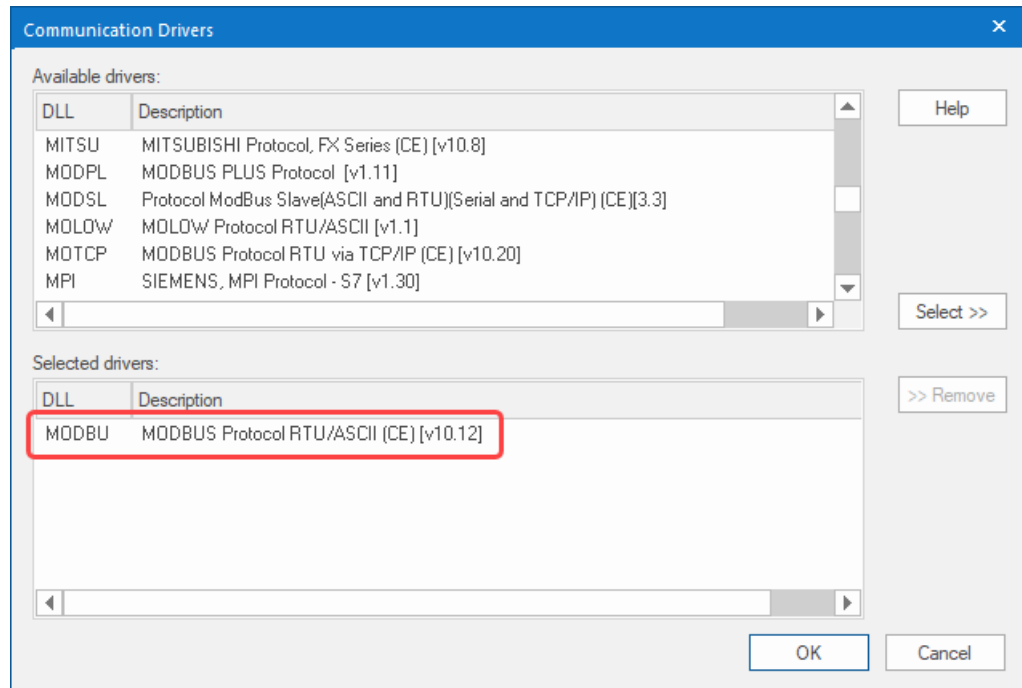 Communication Drivers
Available drivers:
DLL Description
Help
MITSU MITSUBISHI Protocol, FX Series (CE) [v10.8]
MODPL MODBUS PLUS Protocol [v1.11]
MODSL Protocol ModBus Slave(ASCII and RTU)(Serial and TCP/IP) (CE)[3.3]
MOLOW MOLOW Protocol RTU/ASCII [v1.1]
MOTCP MODBUS Protocol RTU via TCP/IP (CE) [v10.20]
MPI SIEMENS, MPI Protocol - S7 [v1.30]
Select >>
Selected drivers:
DLL Description
>> Remove
MODBU MODBUS Protocol RTU/ASCII (CE) [v10.12]
OK Cancel